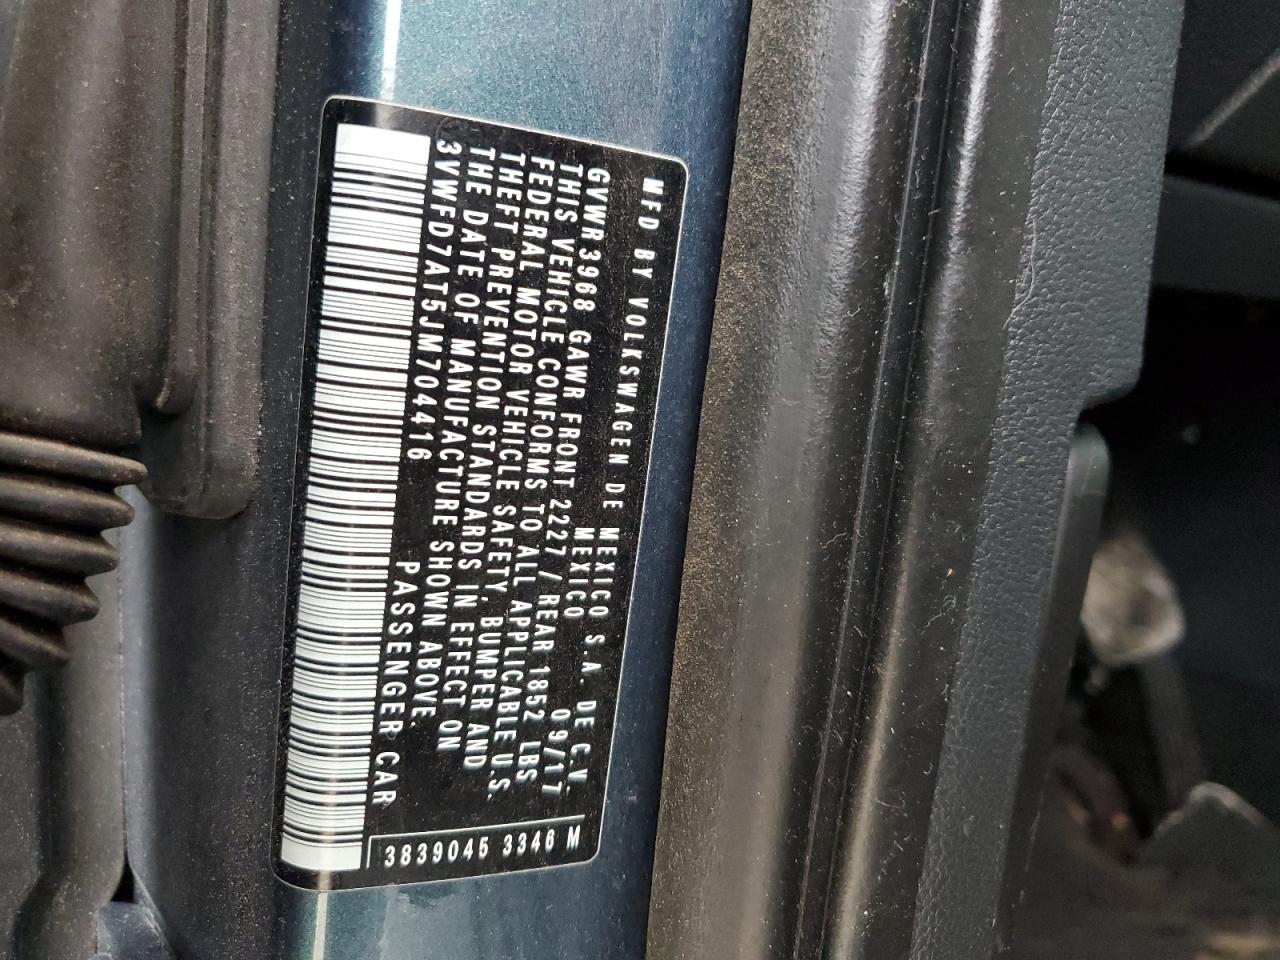 MFD BY VOLKSWAGEN DE MEXICO S.A. DE C.V.
MEXICO 09/17
GVWR 3968 GAWR FRONT 2227 / REAR 1852 LBS
THIS VEHICLE CONFORMS TO ALL APPLICABLE U.S.
FEDERAL MOTOR VEHICLE SAFETY, BUMPER AND
THEFT PREVENTION STANDARDS IN EFFECT ON
THE DATE OF MANUFACTURE SHOWN ABOVE.
3VWFD7AT5JM704416 PASSENGER CAR
3839045 3346 M